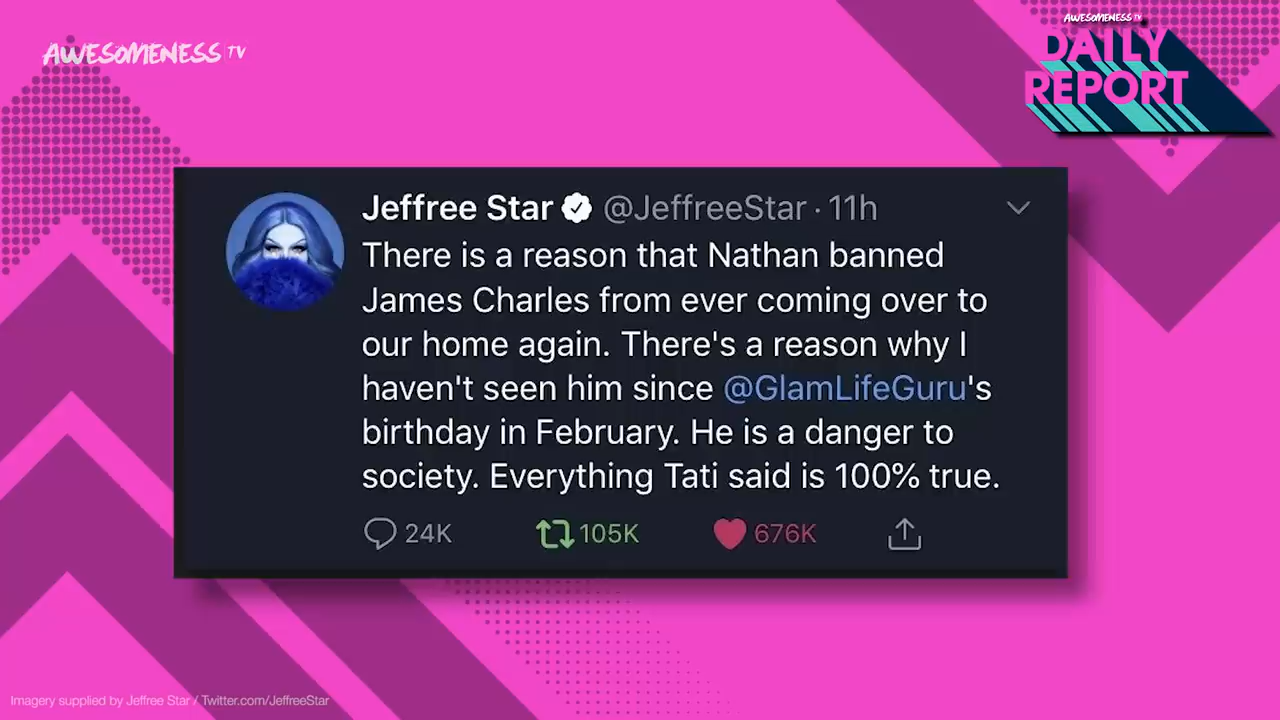 AWESOMENESS TV
AWESOMENESS TV
DAILY
REPORT
Jeffree Star @JeffreeStar · 11h
There is a reason that Nathan banned
James Charles from ever coming over to
our home again. There's a reason why I
haven't seen him since @GlamLifeGuru's
birthday in February. He is a danger to
society. Everything Tati said is 100% true.
24K 105K 676K
Imagery supplied by Jeffree Star / Twitter.com/JeffreeStar